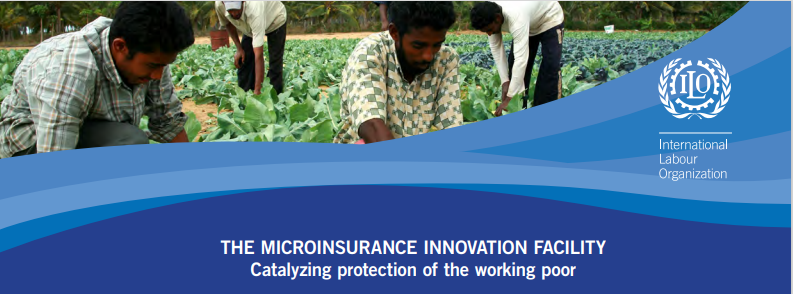 ILO
International
Labour
Organization
THE MICROINSURANCE INNOVATION FACILITY
Catalyzing protection of the working poor